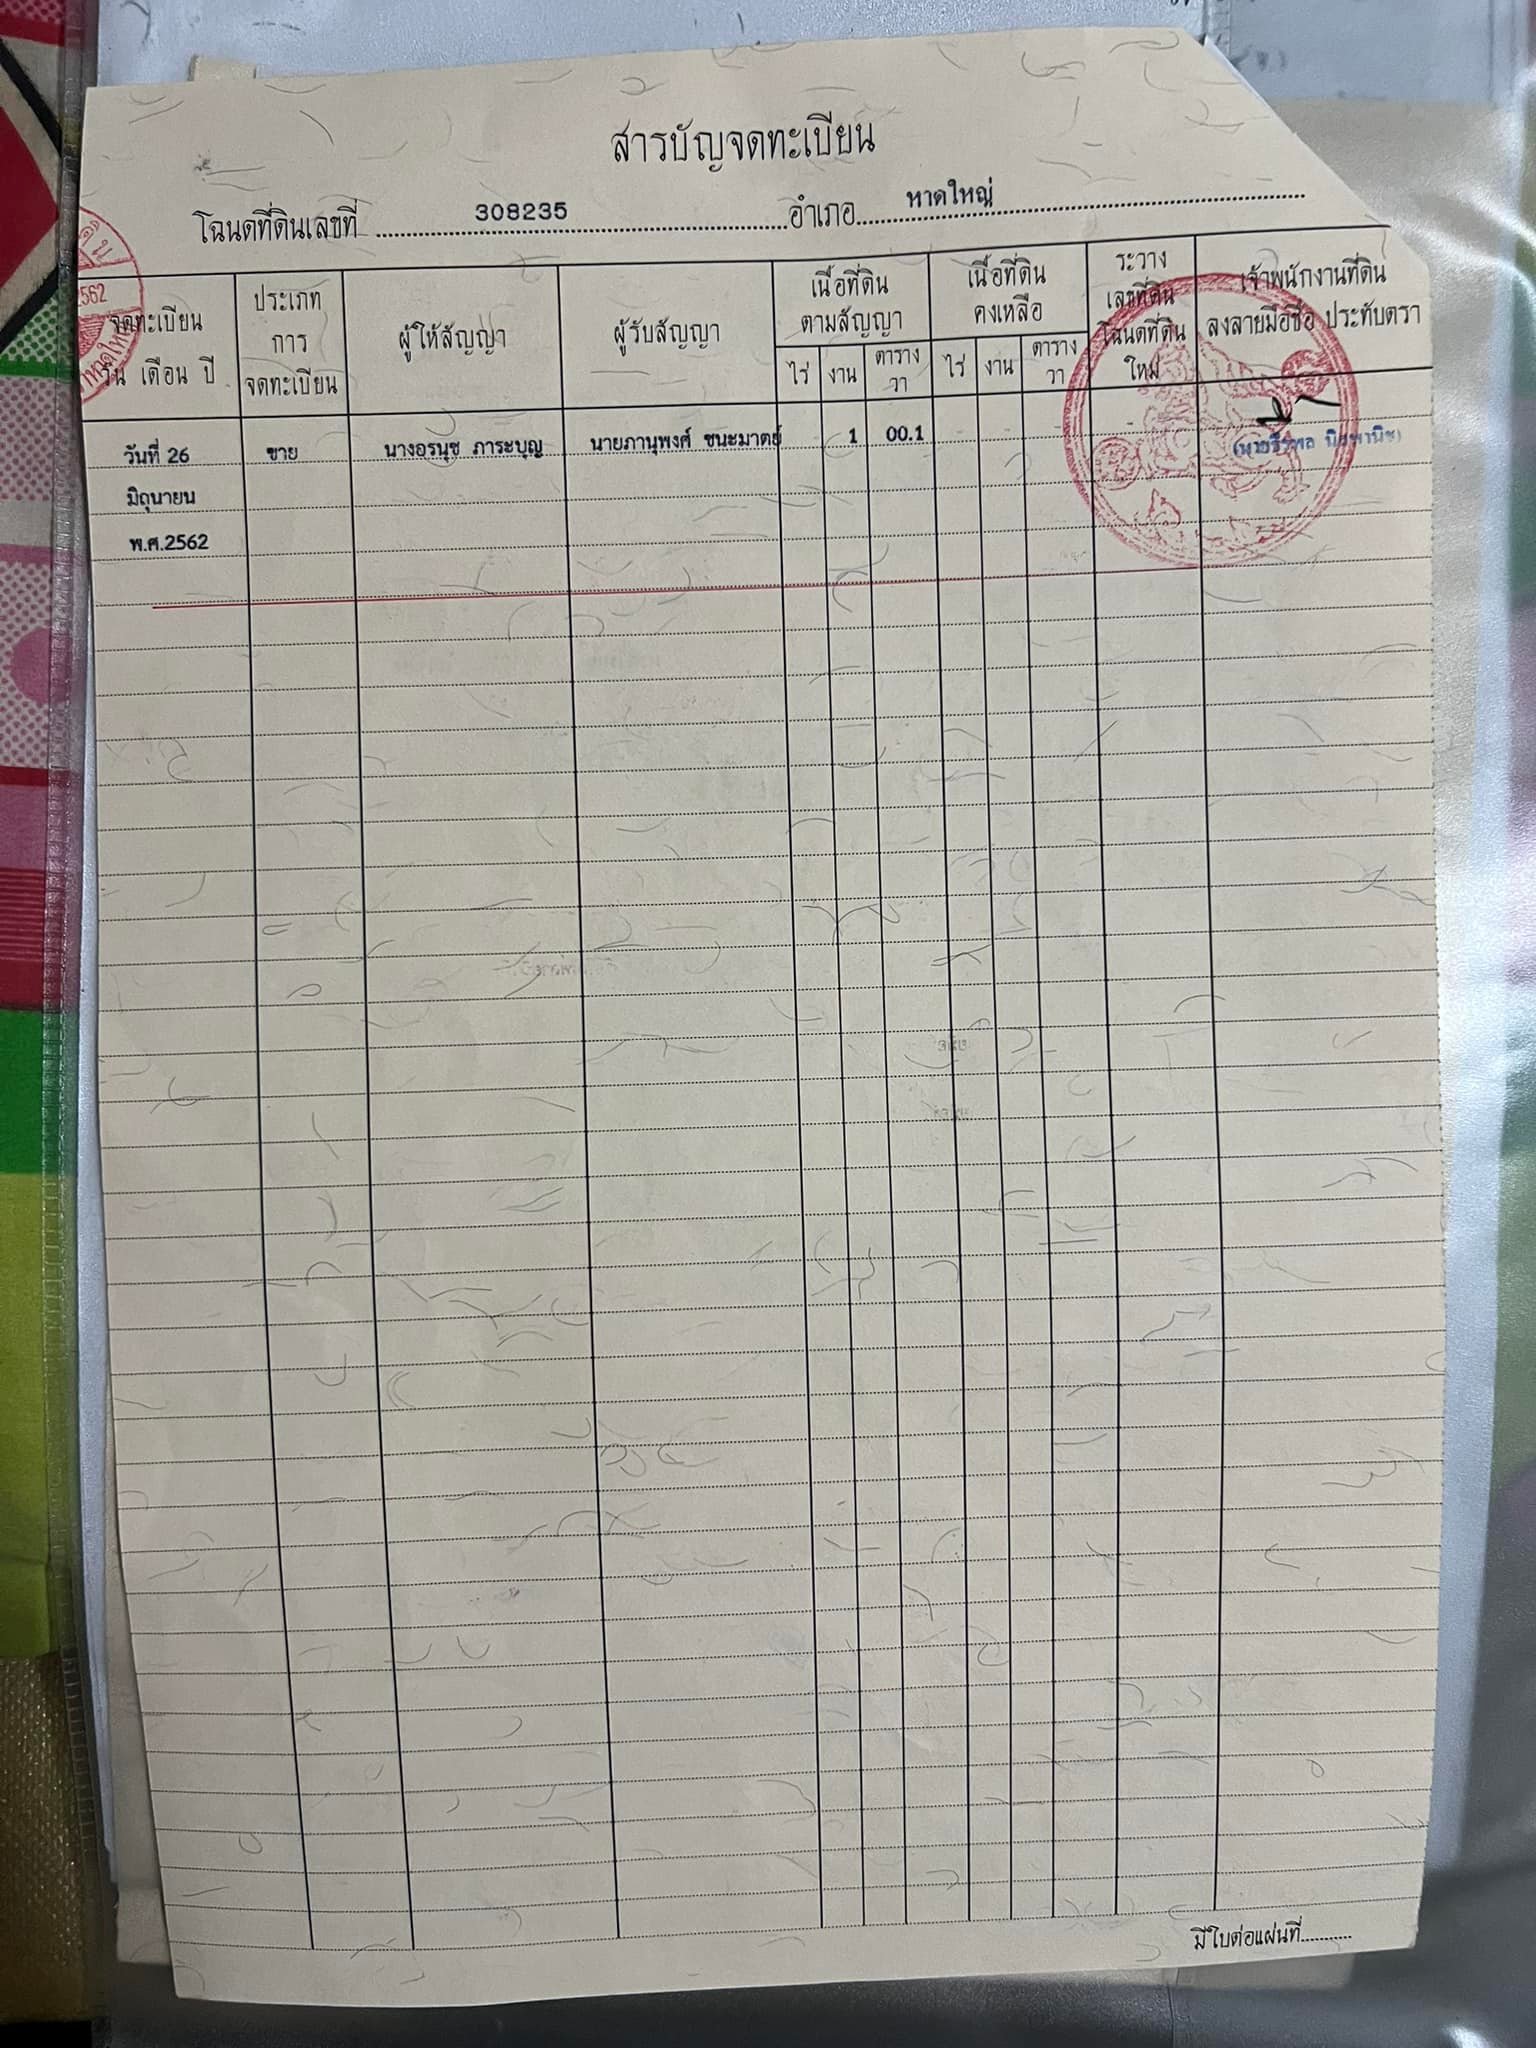 สารบัญจดทะเบียน
โฉนดที่ดินเลขที่ 308235 อำเภอ หาดใหญ่
จดทะเบียน วัน เดือน ปี
ประเภท การ จดทะเบียน
ผู้ให้สัญญา
ผู้รับสัญญา
เนื้อที่ดิน ตามสัญญา
ไร่ งาน ตาราง วา
เนื้อที่ดิน คงเหลือ
ไร่ งาน ตาราง วา
ระวาง เลขที่ดิน โฉนดที่ดิน ใหม่
เจ้าพนักงานที่ดิน ลงลายมือชื่อ ประทับตรา
วันที่ 26 ขาย นางอรนุช ภาระบุญ นายภานุพงศ์ ชนะมาตย์ - 1 00.1 - - - -
มิถุนายน
พ.ศ.2562
2562
มีใบต่อแผ่นที่